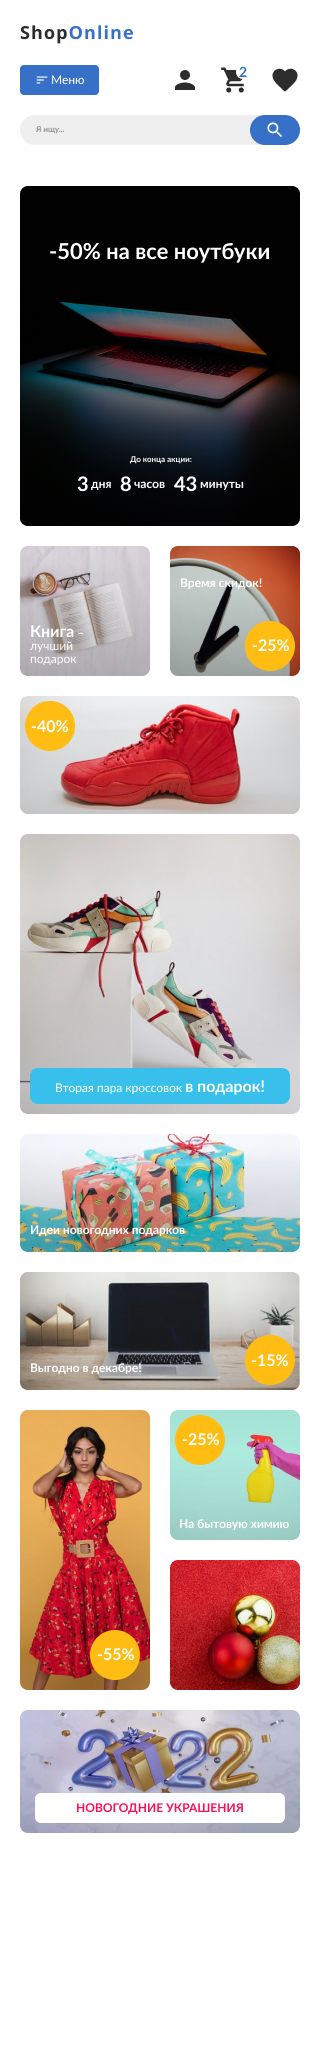 ShopOnline
Меню
2
Я ищу...
-50% на все ноутбуки
До конца акции:
3 дня 8 часов 43 минуты
Книга –
лучший
подарок
Время скидок!
-25%
-40%
Вторая пара кроссовок в подарок!
Идеи новогодних подарков
Выгодно в декабре!
-15%
-55%
-25%
На бытовую химию
2022
НОВОГОДНИЕ УКРАШЕНИЯ